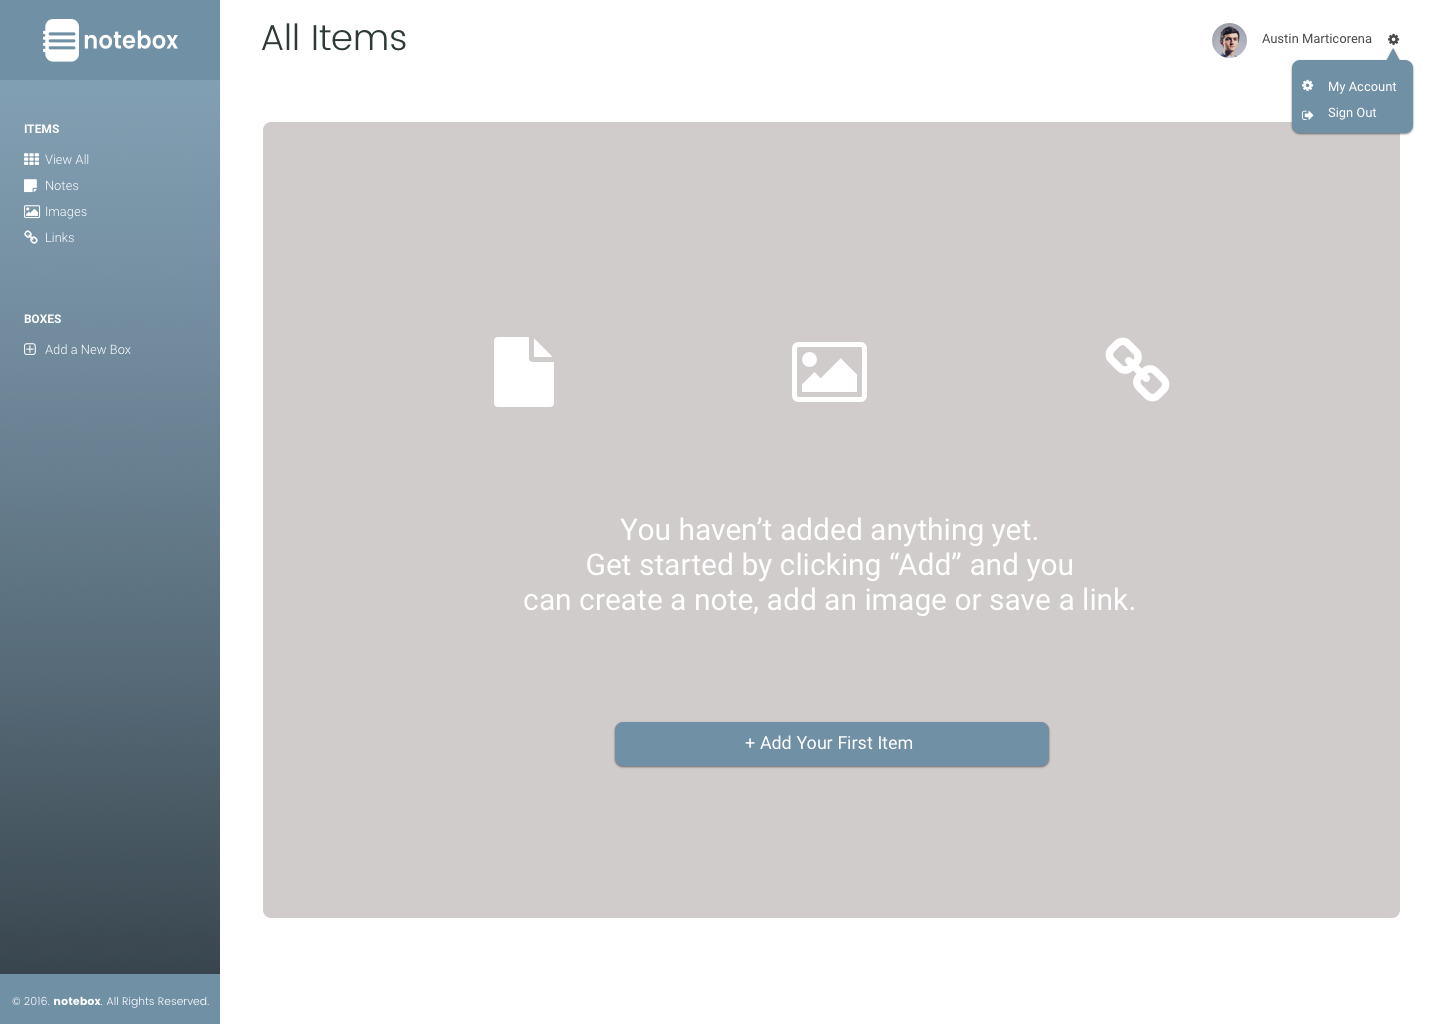 notebox
All Items
Austin Marticorena
My Account
Sign Out
ITEMS
View All
Notes
Images
Links
BOXES
Add a New Box
You haven’t added anything yet.
Get started by clicking “Add” and you
can create a note, add an image or save a link.
+ Add Your First Item
© 2016. notebox. All Rights Reserved.